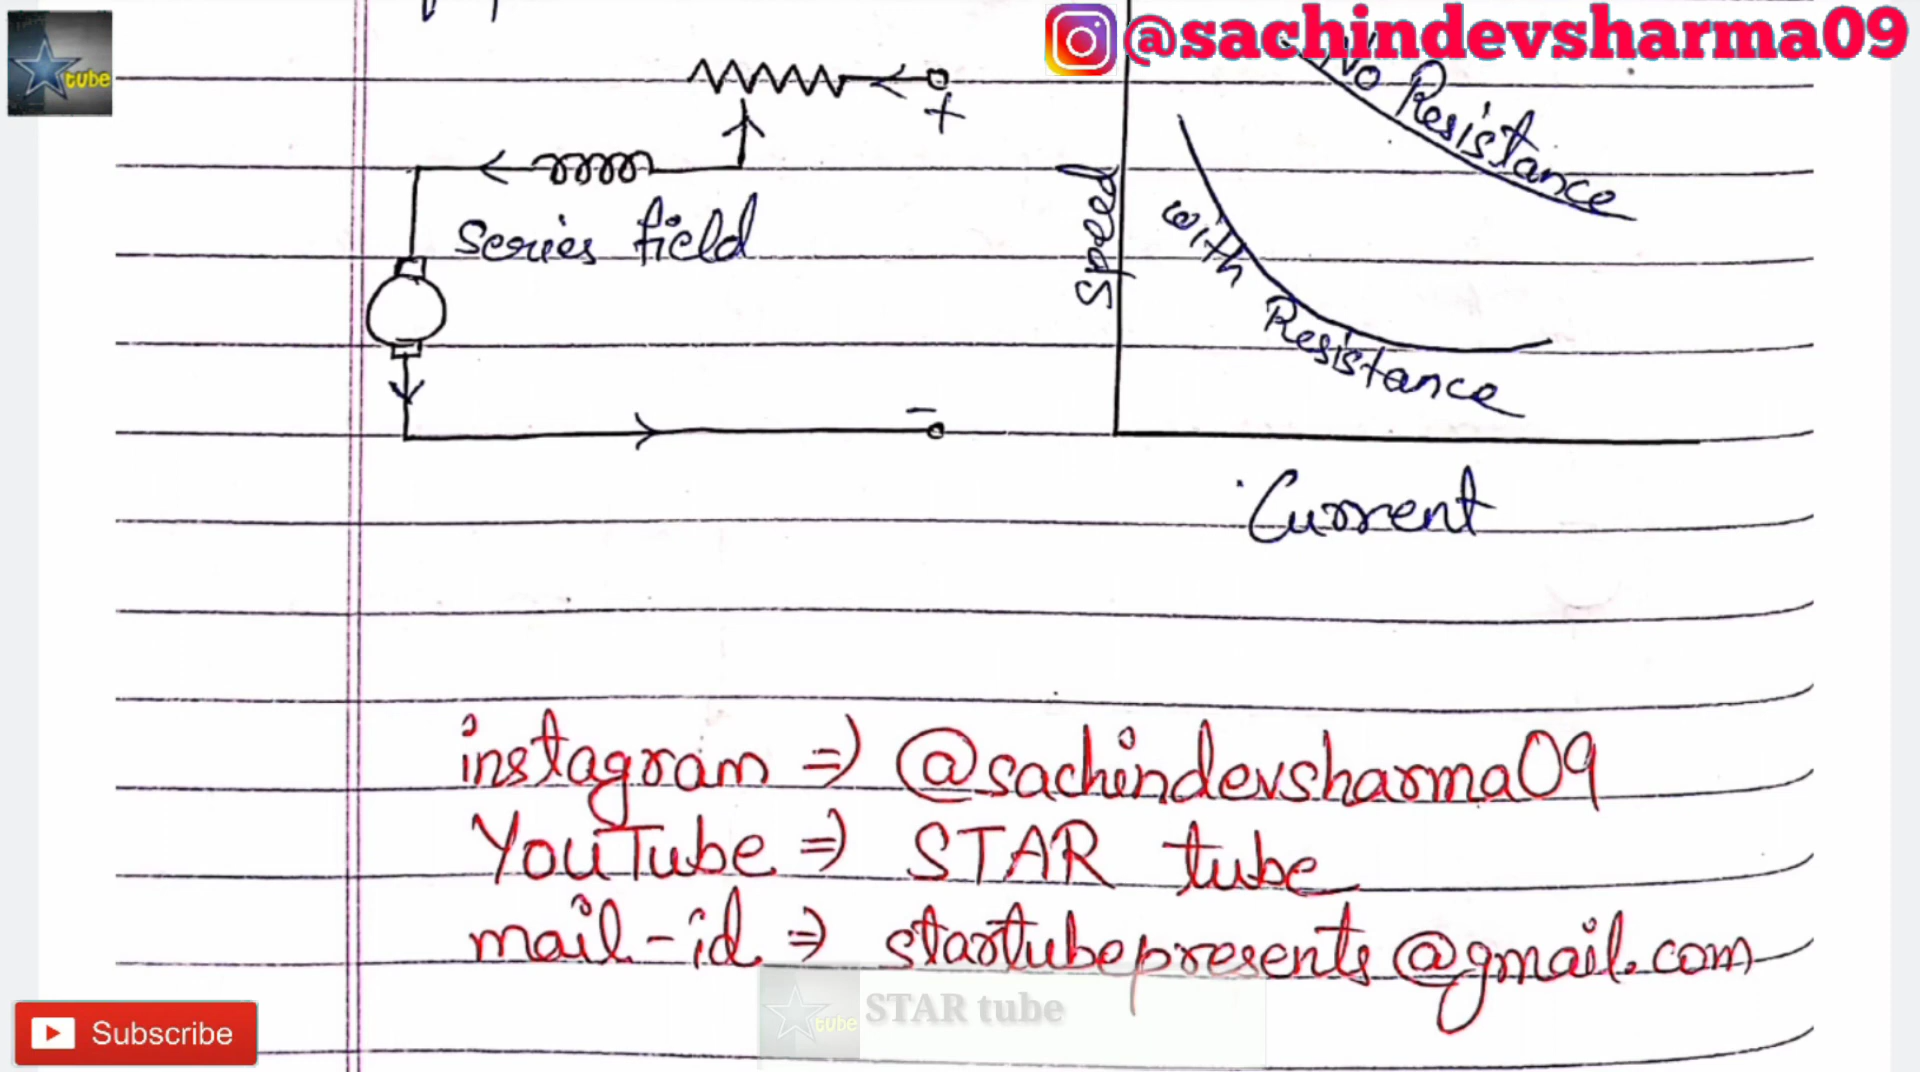 @sachindevsharma09
tube
No Resistance
+
Series field
Speed
with Resistance
-
Current
instagram => @sachindevsharma09
YouTube => STAR tube
mail-id => startubepresents@gmail.com
STAR tube
tube
Subscribe